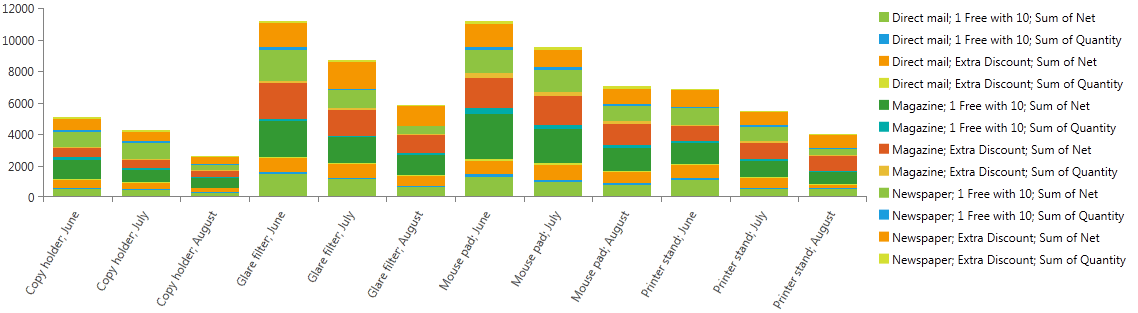 12000
10000
8000
6000
4000
2000
0
Copy holder; June
Copy holder; July
Copy holder; August
Glare filter; June
Glare filter; July
Glare filter; August
Mouse pad; June
Mouse pad; July
Mouse pad; August
Printer stand; June
Printer stand; July
Printer stand; August
Direct mail; 1 Free with 10; Sum of Net
Direct mail; 1 Free with 10; Sum of Quantity
Direct mail; Extra Discount; Sum of Net
Direct mail; Extra Discount; Sum of Quantity
Magazine; 1 Free with 10; Sum of Net
Magazine; 1 Free with 10; Sum of Quantity
Magazine; Extra Discount; Sum of Net
Magazine; Extra Discount; Sum of Quantity
Newspaper; 1 Free with 10; Sum of Net
Newspaper; 1 Free with 10; Sum of Quantity
Newspaper; Extra Discount; Sum of Net
Newspaper; Extra Discount; Sum of Quantity